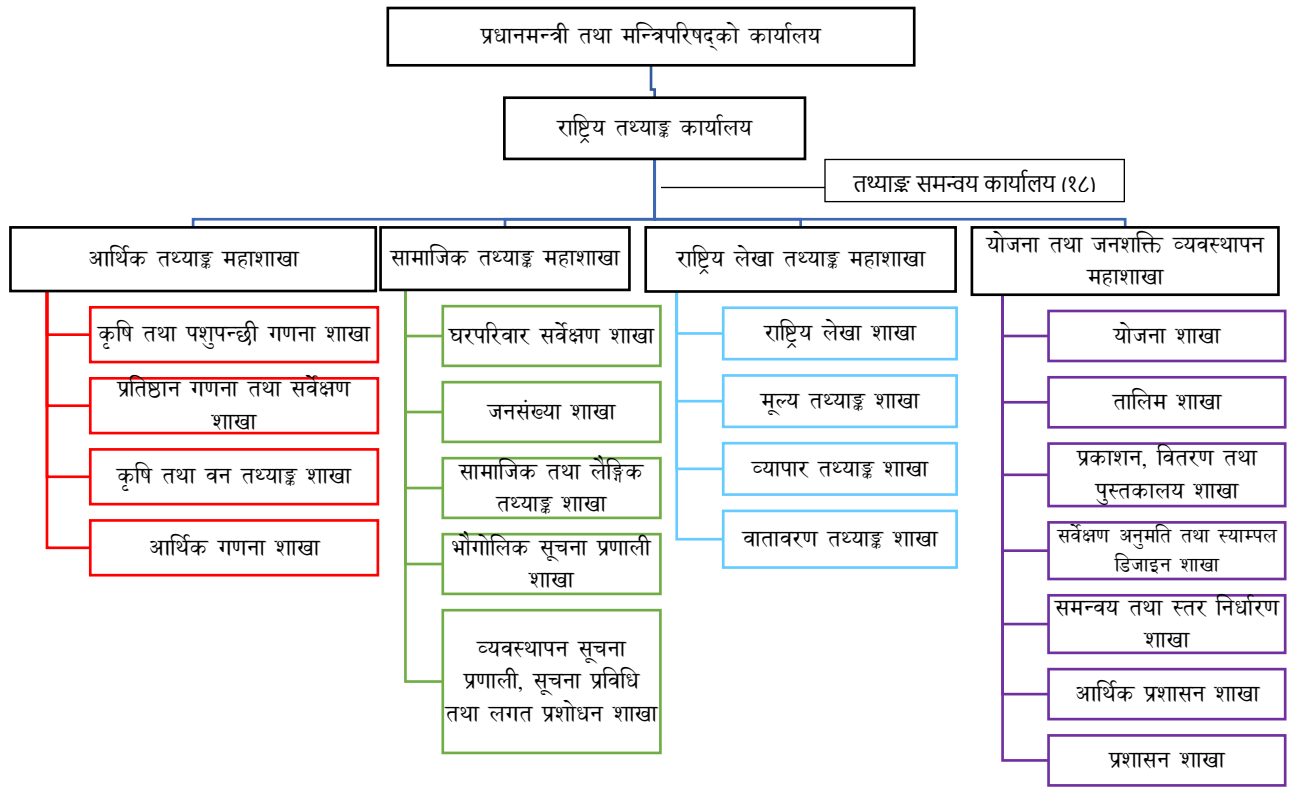 प्रधानमन्त्री तथा मन्त्रिपरिषद्को कार्यालय
राष्ट्रिय तथ्याङ्क कार्यालय
तथ्याङ्क समन्वय कार्यालय (१८)
आर्थिक तथ्याङ्क महाशाखा
कृषि तथा पशुपन्छी गणना शाखा
प्रतिष्ठान गणना तथा सर्वेक्षण
शाखा
कृषि तथा वन तथ्याङ्क शाखा
आर्थिक गणना शाखा
सामाजिक तथ्याङ्क महाशाखा
घरपरिवार सर्वेक्षण शाखा
जनसंख्या शाखा
सामाजिक तथा लैङ्गिक
तथ्याङ्क शाखा
भौगोलिक सूचना प्रणाली
शाखा
व्यवस्थापन सूचना
प्रणाली, सूचना प्रविधि
तथा लगत प्रशोधन शाखा
राष्ट्रिय लेखा तथ्याङ्क महाशाखा
राष्ट्रिय लेखा शाखा
मूल्य तथ्याङ्क शाखा
व्यापार तथ्याङ्क शाखा
वातावरण तथ्याङ्क शाखा
योजना तथा जनशक्ति व्यवस्थापन
महाशाखा
योजना शाखा
तालिम शाखा
प्रकाशन, वितरण तथा
पुस्तकालय शाखा
सर्वेक्षण अनुमति तथा स्याम्पल
डिजाइन शाखा
समन्वय तथा स्तर निर्धारण
शाखा
आर्थिक प्रशासन शाखा
प्रशासन शाखा